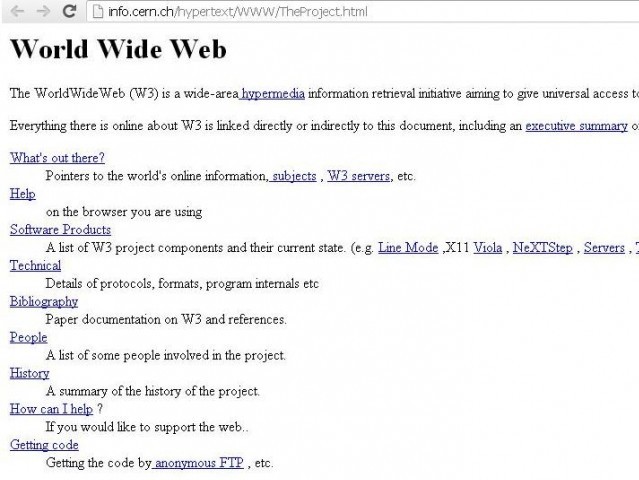 info.cern.ch/hypertext/WWW/TheProject.html
World Wide Web
The WorldWideWeb (W3) is a wide-area hypermedia information retrieval initiative aiming to give universal access to
Everything there is online about W3 is linked directly or indirectly to this document, including an executive summary o
What's out there?
Pointers to the world's online information, subjects , W3 servers, etc.
Help
on the browser you are using
Software Products
A list of W3 project components and their current state. (e.g. Line Mode ,X11 Viola , NeXTStep , Servers ,
Technical
Details of protocols, formats, program internals etc
Bibliography
Paper documentation on W3 and references.
People
A list of some people involved in the project.
History
A summary of the history of the project.
How can I help ?
If you would like to support the web..
Getting code
Getting the code by anonymous FTP , etc.